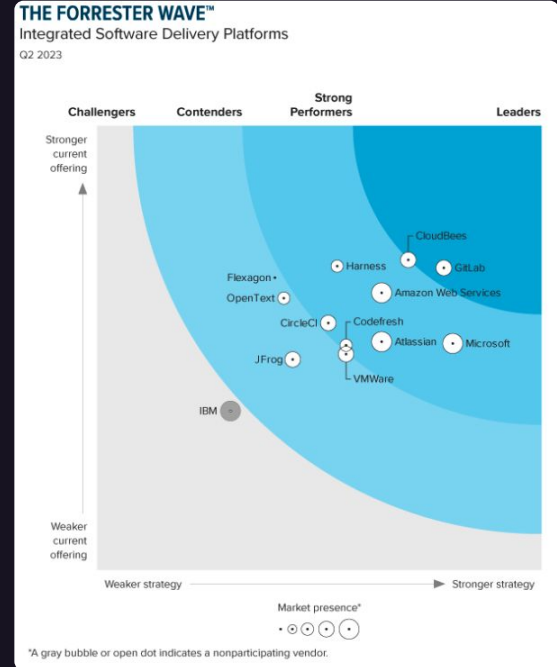 THE FORRESTER WAVE™
Integrated Software Delivery Platforms
Q2 2023
Challengers
Contenders
Strong
Performers
Leaders
Stronger
current
offering
CloudBees
Harness
GitLab
Flexagon
OpenText
Amazon Web Services
CircleCI
Codefresh
Atlassian
Microsoft
JFrog
VMWare
IBM
Weaker
current
offering
Weaker strategy
Stronger strategy
Market presence*
*A gray bubble or open dot indicates a nonparticipating vendor.